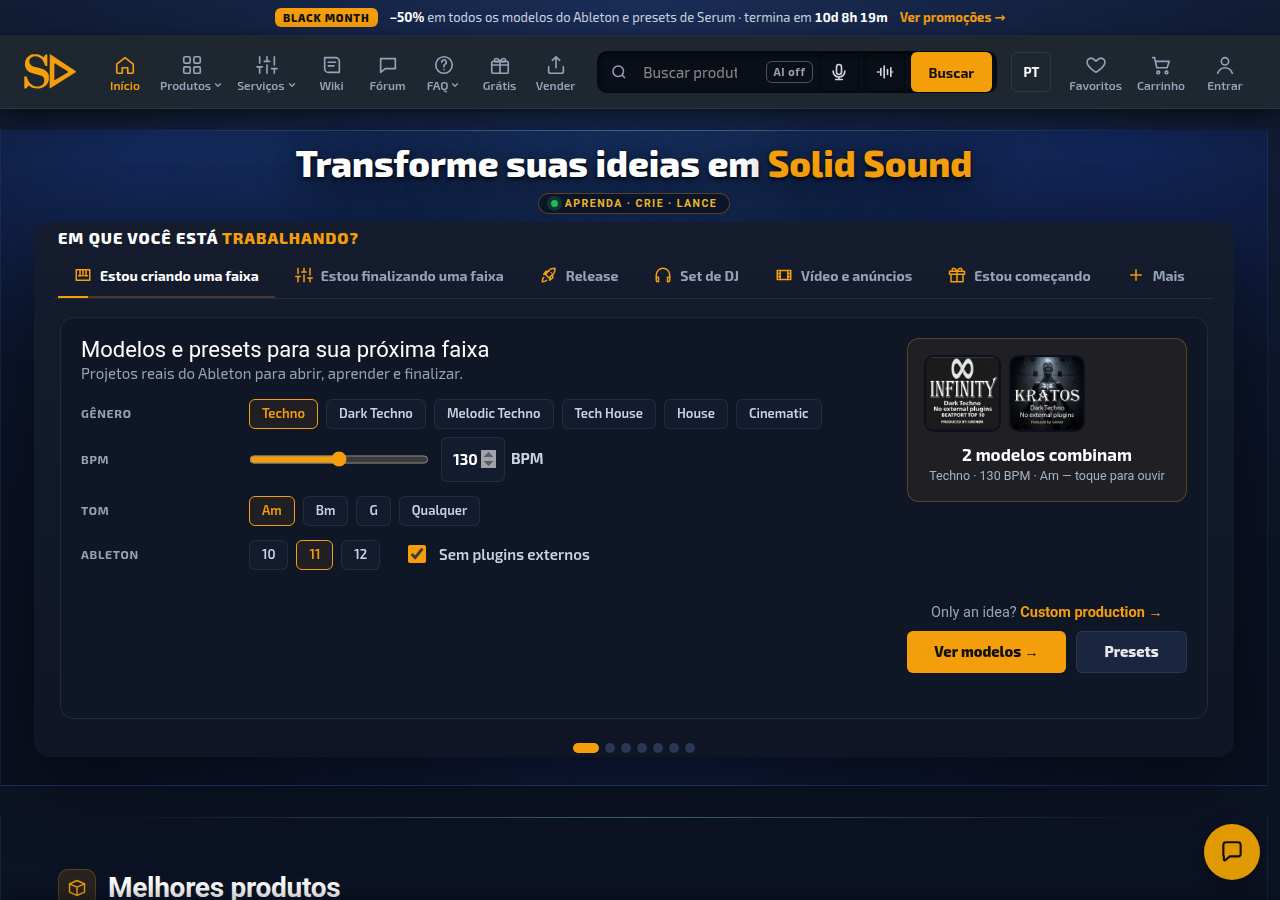 BLACK MONTH −50% em todos os modelos do Ableton e presets de Serum · termina em 10d 8h 19m Ver promoções →
SD
Início
Produtos
Serviços
Wiki
Fórum
FAQ
Grátis
Vender
Buscar produt
AI off
Buscar
PT
Favoritos
Carrinho
Entrar
Transforme suas ideias em Solid Sound
APRENDA · CRIE · LANCE
EM QUE VOCÊ ESTÁ TRABALHANDO?
Estou criando uma faixa
Estou finalizando uma faixa
Release
Set de DJ
Vídeo e anúncios
Estou começando
Mais
Modelos e presets para sua próxima faixa
Projetos reais do Ableton para abrir, aprender e finalizar.
GÊNERO
Techno
Dark Techno
Melodic Techno
Tech House
House
Cinematic
BPM
130
BPM
TOM
Am
Bm
G
Qualquer
ABLETON
10
11
12
Sem plugins externos
INFINITY
Dark Techno
No external plugins
BEATPORT TOP 10
KRATOS
Dark Techno
No external plugins
2 modelos combinam
Techno · 130 BPM · Am — toque para ouvir
Only an idea? Custom production →
Ver modelos →
Presets
Melhores produtos